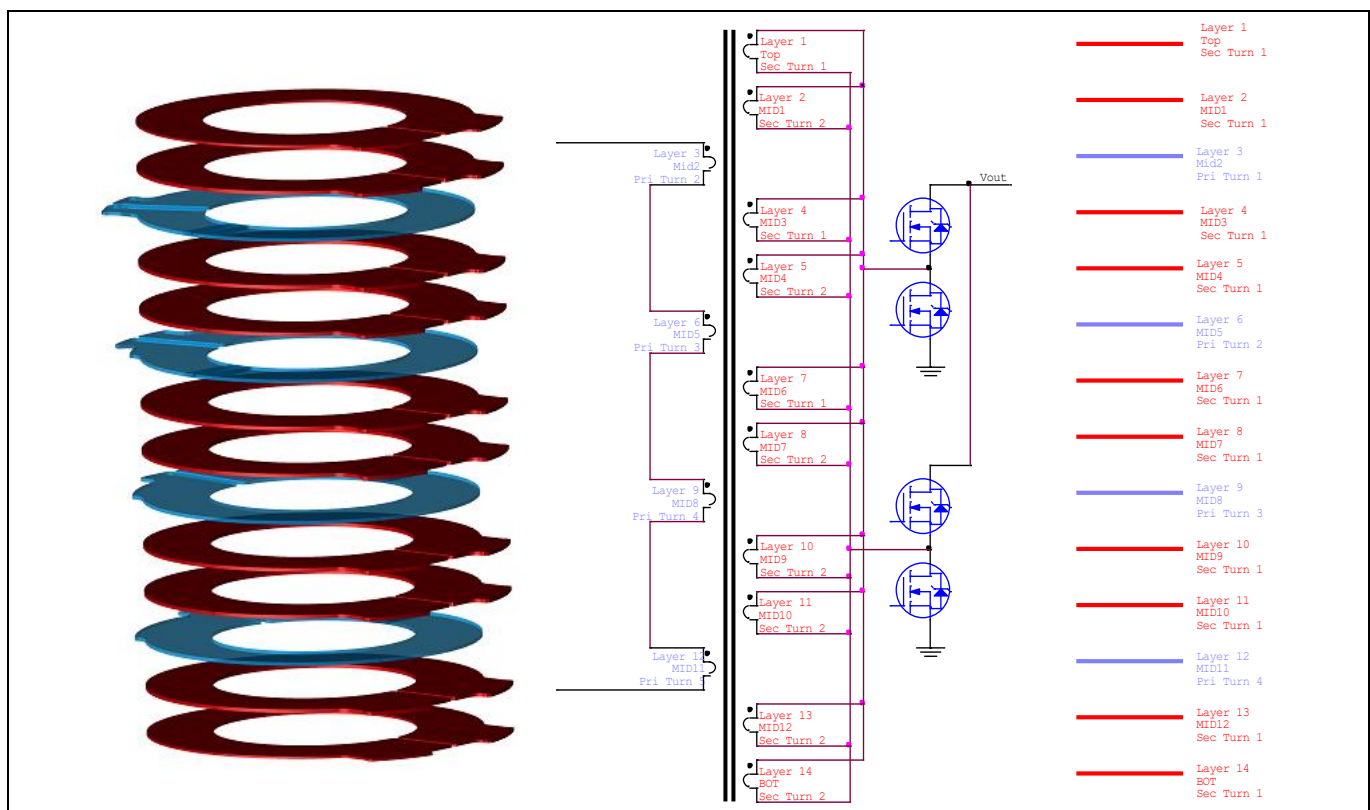 Layer 1
Top
Sec Turn 1
Layer 2
MID1
Sec Turn 2
Layer 3
Mid2
Pri Turn 2
Layer 4
MID3
Sec Turn 1
Layer 5
MID4
Sec Turn 2
Layer 6
MID5
Pri Turn 3
Layer 7
MID6
Sec Turn 1
Layer 8
MID7
Sec Turn 2
Layer 9
MID8
Pri Turn 4
Layer 10
MID9
Sec Turn 2
Layer 11
MID10
Sec Turn 2
Layer 12
MID11
Pri Turn 5
Layer 13
MID12
Sec Turn 2
Layer 14
BOT
Sec Turn 2
Vout
Layer 1
Top
Sec Turn 1
Layer 2
MID1
Sec Turn 1
Layer 3
Mid2
Pri Turn 1
Layer 4
MID3
Sec Turn 1
Layer 5
MID4
Sec Turn 1
Layer 6
MID5
Pri Turn 2
Layer 7
MID6
Sec Turn 1
Layer 8
MID7
Sec Turn 1
Layer 9
MID8
Pri Turn 3
Layer 10
MID9
Sec Turn 1
Layer 11
MID10
Sec Turn 1
Layer 12
MID11
Pri Turn 4
Layer 13
MID12
Sec Turn 1
Layer 14
BOT
Sec Turn 1